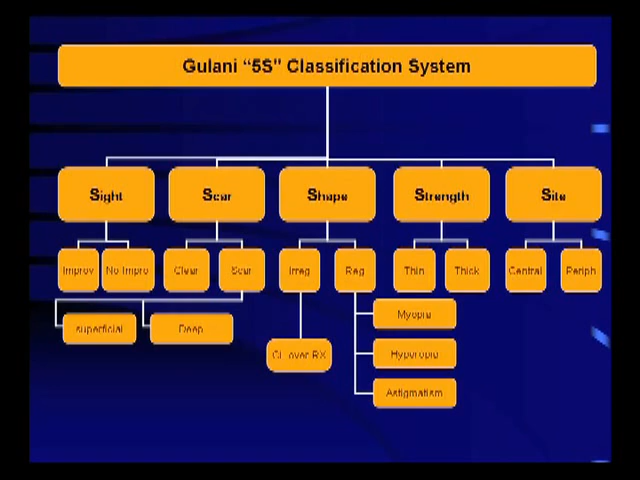 Gulani “5S” Classification System
Sight
Scar
Shape
Strength
Site
Improv
No Impro
Clear
Scar
Irreg
Reg
Thin
Thick
Central
Periph
superficial
Deep
CL over RX
Myopia
Hyperopia
Astigmatism